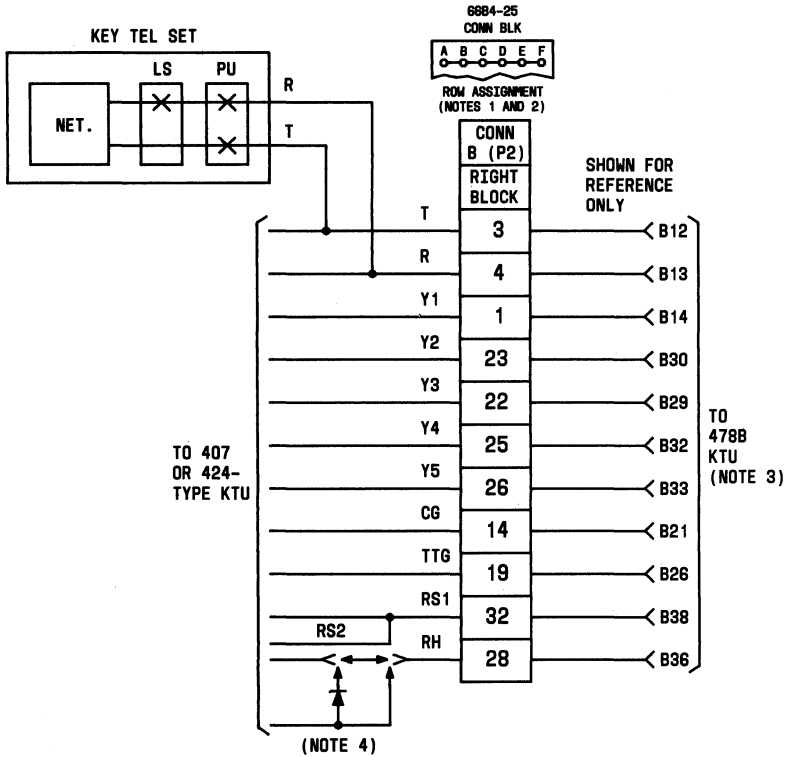 66B4-25
CONN BLK
A B C D E F
ROW ASSIGNMENT
(NOTES 1 AND 2)
KEY TEL SET
LS PU
NET.
R
T
CONN
B (P2)
RIGHT
BLOCK
SHOWN FOR
REFERENCE
ONLY
T 3 B12
R 4 B13
Y1 1 B14
Y2 23 B30
Y3 22 B29
Y4 25 B32
Y5 26 B33
CG 14 B21
TTG 19 B26
RS1 32 B38
RS2
RH 28 B36
TO 407
OR 424-
TYPE KTU
TO
478B
KTU
(NOTE 3)
(NOTE 4)